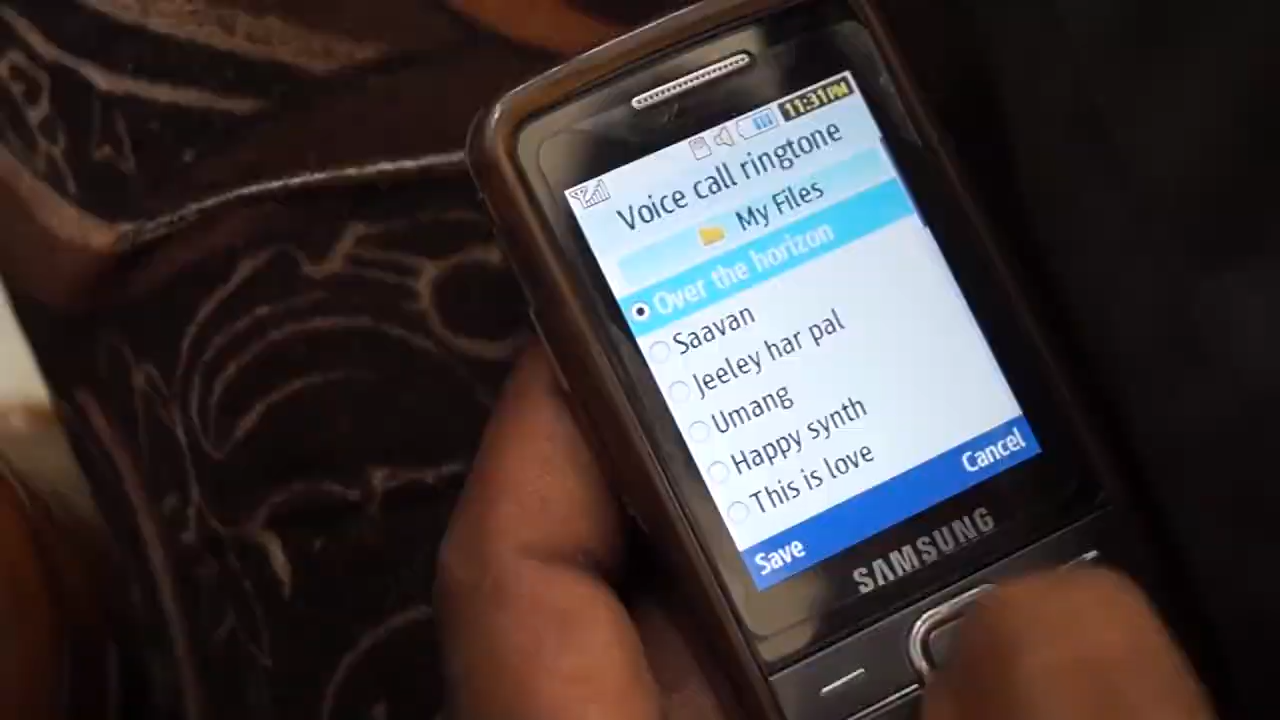 11:31PM
Voice call ringtone
My Files
Over the horizon
Saavan
Jeeley har pal
Umang
Happy synth
This is love
Save Cancel
SAMSUNG